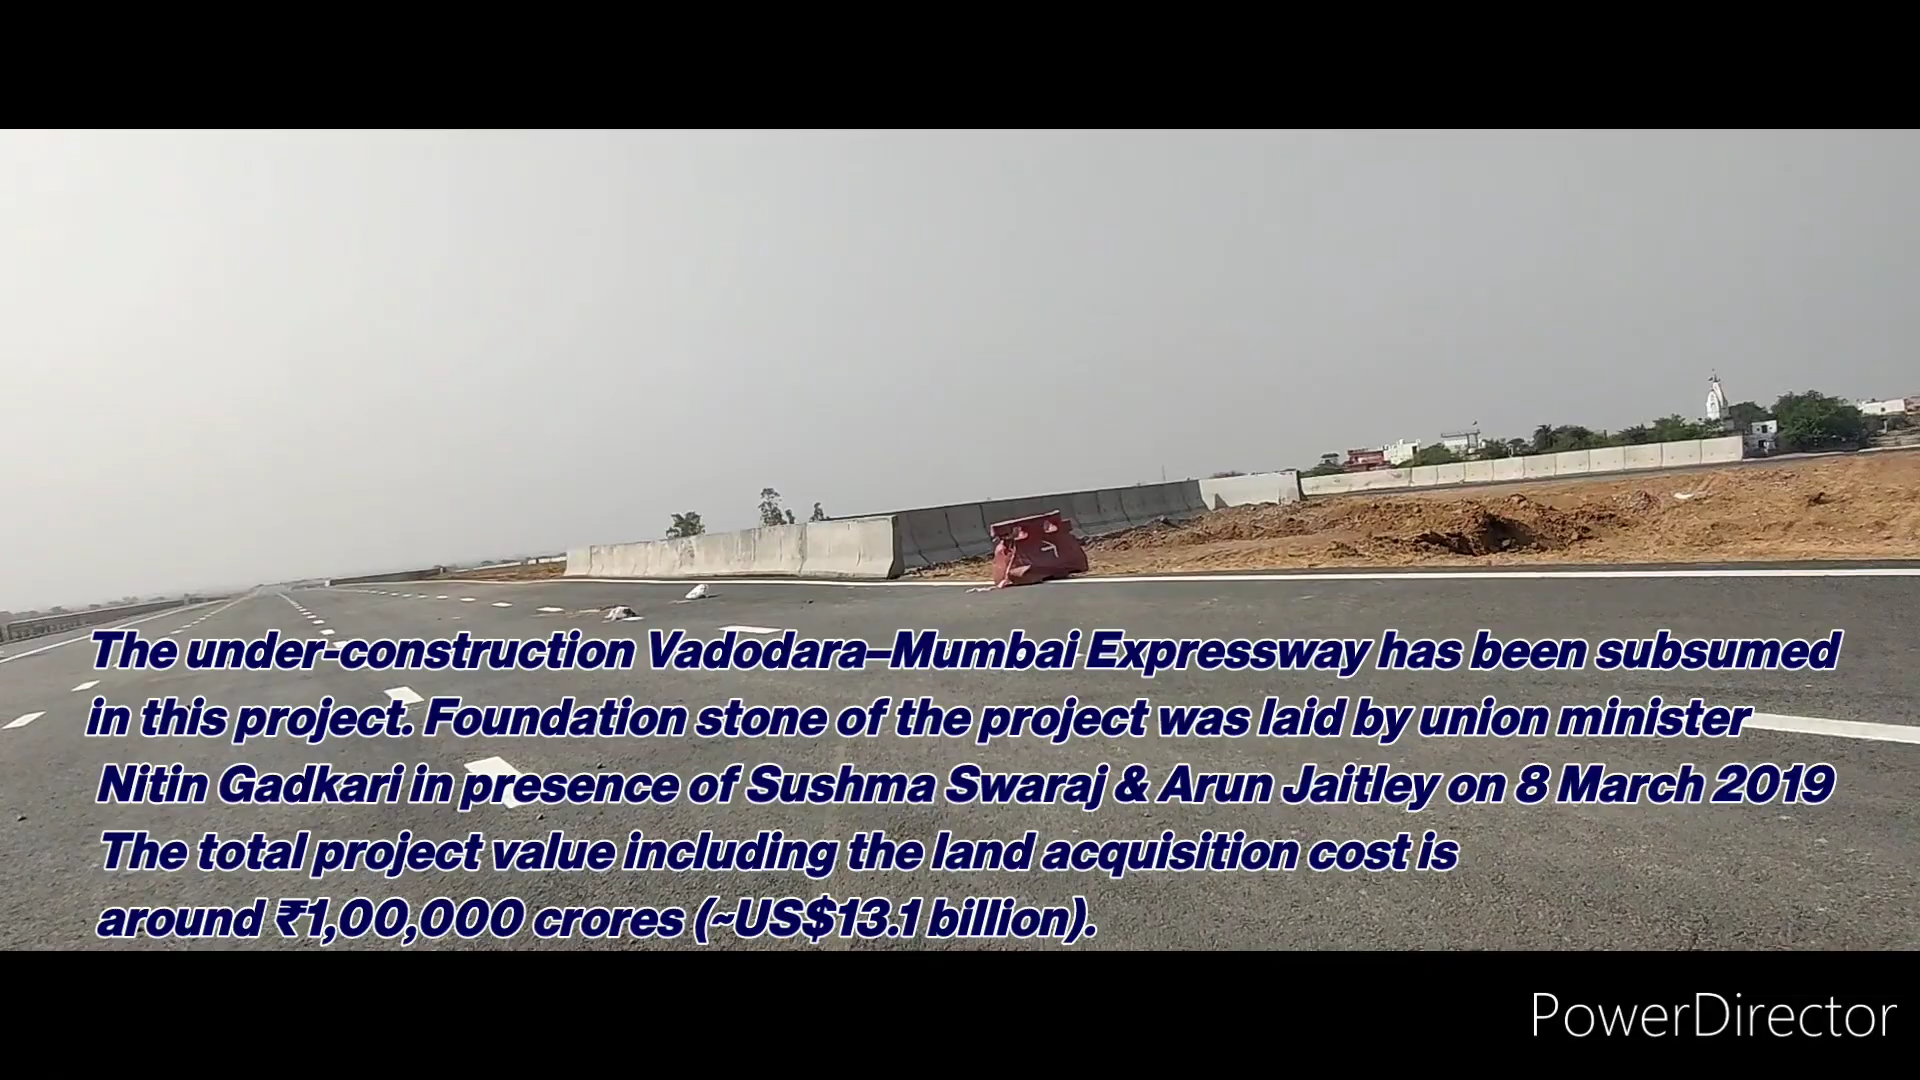 The under-construction Vadodara–Mumbai Expressway has been subsumed
in this project. Foundation stone of the project was laid by union minister
Nitin Gadkari in presence of Sushma Swaraj & Arun Jaitley on 8 March 2019
The total project value including the land acquisition cost is
around ₹1,00,000 crores (~US$13.1 billion).
PowerDirector